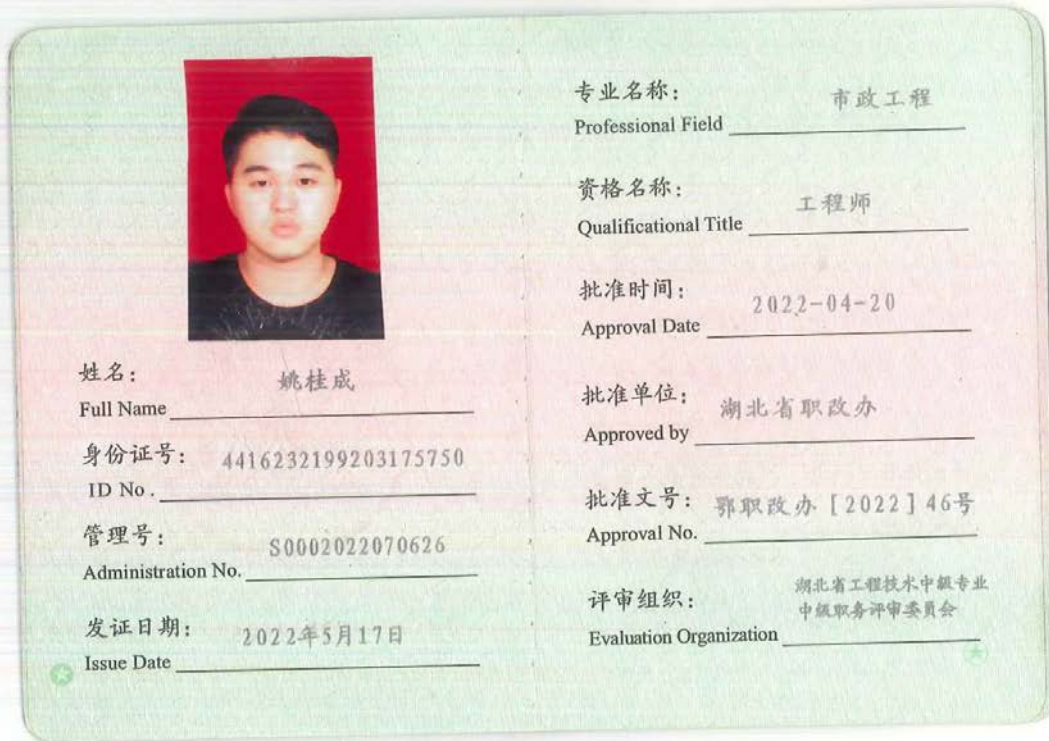 姓名： 姚桂成
Full Name
身份证号： 4416232199203175750
ID No .
管理号： S0002022070626
Administration No.
发证日期： 2022年5月17日
Issue Date
专业名称： 市政工程
Professional Field
资格名称： 工程师
Qualificational Title
批准时间： 2022-04-20
Approval Date
批准单位： 湖北省职改办
Approved by
批准文号： 鄂职改办［2022］46号
Approval No.
评审组织： 湖北省工程技术中级专业
中级职务评审委员会
Evaluation Organization